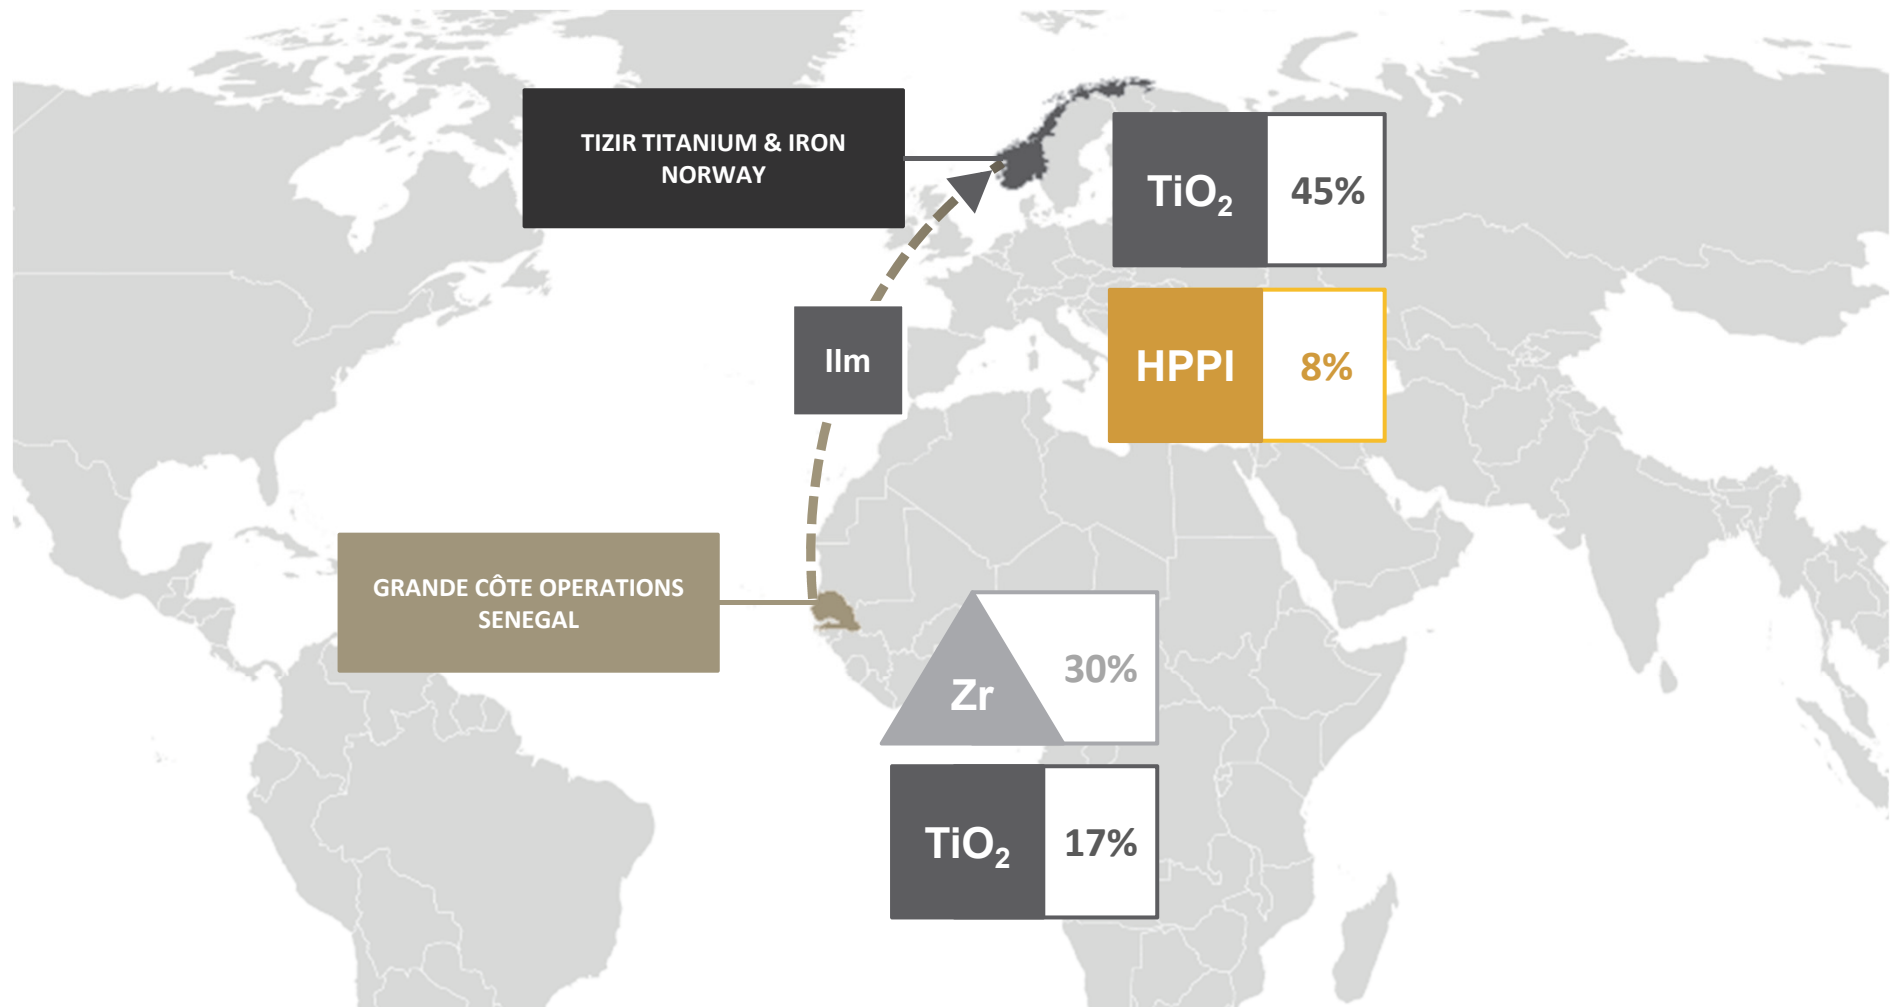 TIZIR TITANIUM & IRON
NORWAY
TiO₂ 45%
HPPI 8%
Ilm
GRANDE CÔTE OPERATIONS
SENEGAL
Zr 30%
TiO₂ 17%